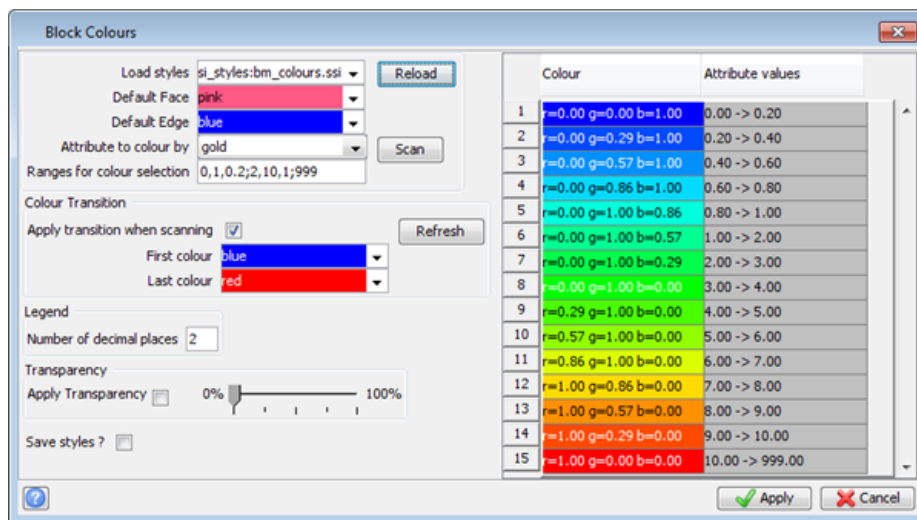 Block Colours
Load styles si_styles:bm_colours.ssi Reload
Default Face pink
Default Edge blue
Attribute to colour by gold Scan
Ranges for colour selection 0,1,0.2;2,10,1;999
Colour Transition
Apply transition when scanning Refresh
First colour blue
Last colour red
Legend
Number of decimal places 2
Transparency
Apply Transparency 0% 100%
Save styles ?
Colour Attribute values
1 r=0.00 g=0.00 b=1.00 0.00 -> 0.20
2 r=0.00 g=0.29 b=1.00 0.20 -> 0.40
3 r=0.00 g=0.57 b=1.00 0.40 -> 0.60
4 r=0.00 g=0.86 b=1.00 0.60 -> 0.80
5 r=0.00 g=1.00 b=0.86 0.80 -> 1.00
6 r=0.00 g=1.00 b=0.57 1.00 -> 2.00
7 r=0.00 g=1.00 b=0.29 2.00 -> 3.00
8 r=0.00 g=1.00 b=0.00 3.00 -> 4.00
9 r=0.29 g=1.00 b=0.00 4.00 -> 5.00
10 r=0.57 g=1.00 b=0.00 5.00 -> 6.00
11 r=0.86 g=1.00 b=0.00 6.00 -> 7.00
12 r=1.00 g=0.86 b=0.00 7.00 -> 8.00
13 r=1.00 g=0.57 b=0.00 8.00 -> 9.00
14 r=1.00 g=0.29 b=0.00 9.00 -> 10.00
15 r=1.00 g=0.00 b=0.00 10.00 -> 999.00
? Apply Cancel